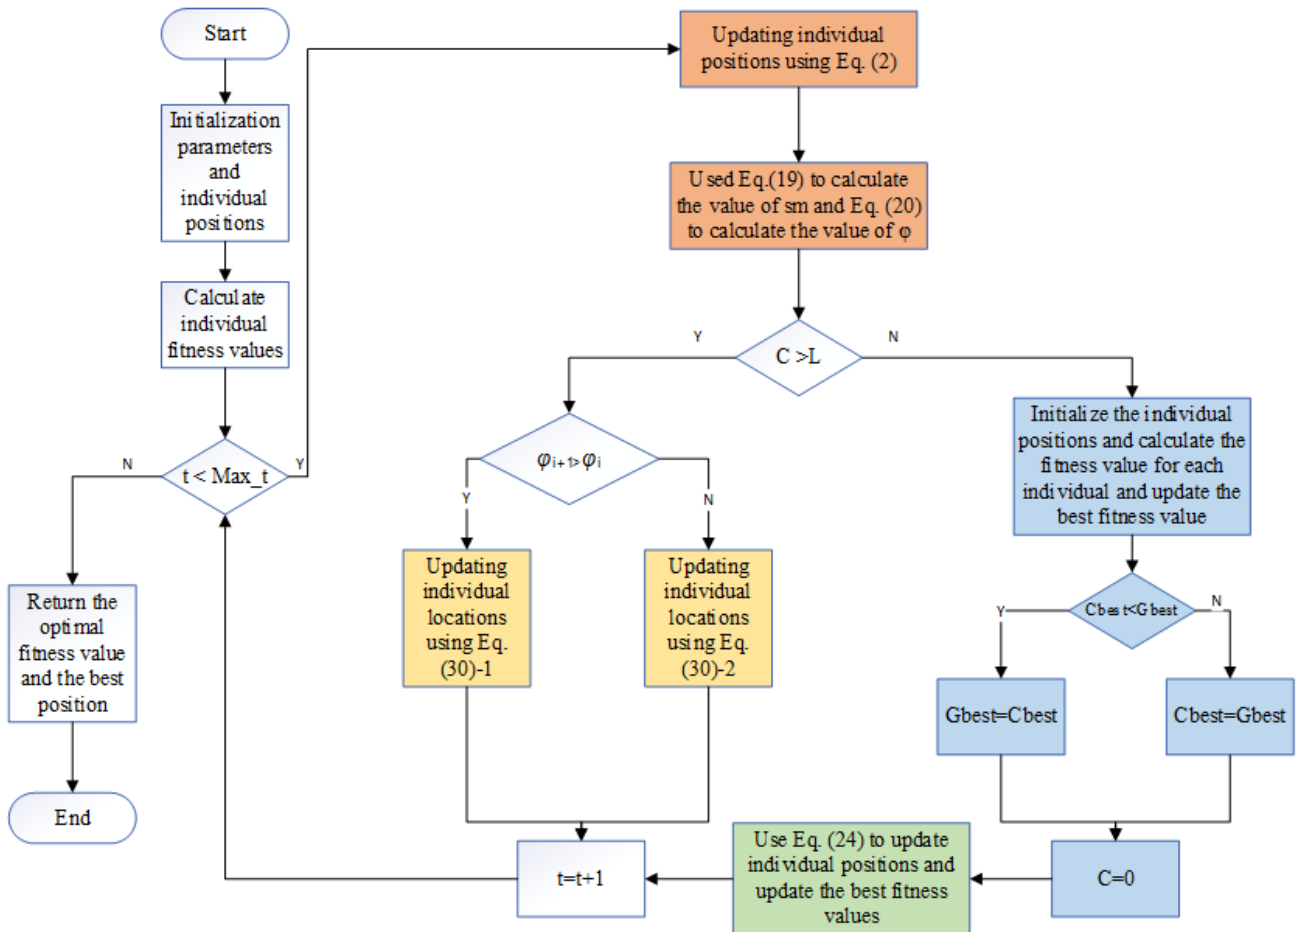 Start
Initialization
parameters
and
individual
positions
Calculate
individual
fitness values
t < Max_t
N
Y
Return the
optimal
fitness value
and the best
position
End
Updating individual
positions using Eq. (2)
Used Eq.(19) to calculate
the value of sm and Eq. (20)
to calculate the value of φ
C >L
Y
N
φi+1>φi
Y
N
Updating
individual
locations
using Eq.
(30)-1
Updating
individual
locations
using Eq.
(30)-2
Initialize the individual
positions and calculate the
fitness value for each
individual and update the
best fitness value
Cbest<Gbest
Y
N
Gbest=Cbest
Cbest=Gbest
C=0
Use Eq. (24) to update
individual positions and
update the best fitness
values
t=t+1